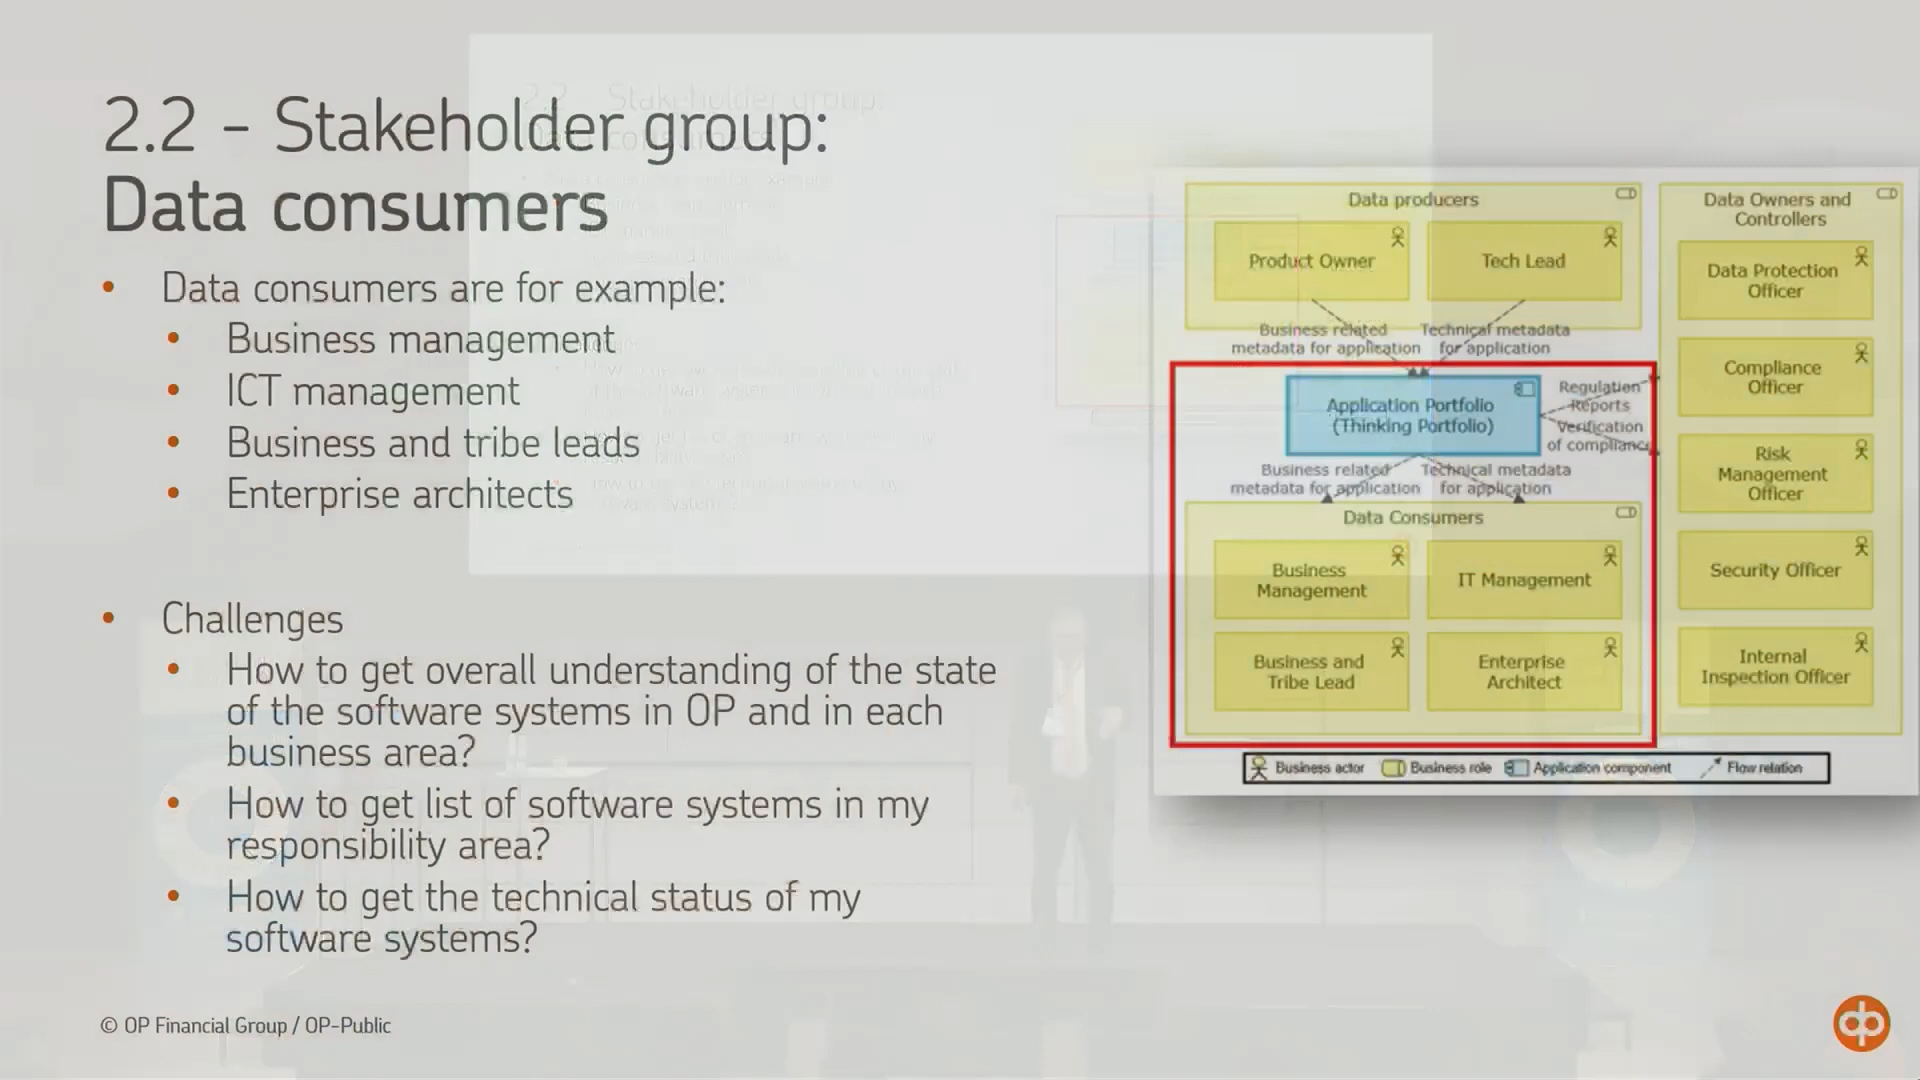 2.2 - Stakeholder group:
Data consumers
• Data consumers are for example:
• Business management
• ICT management
• Business and tribe leads
• Enterprise architects
• Challenges
• How to get overall understanding of the state
of the software systems in OP and in each
business area?
• How to get list of software systems in my
responsibility area?
• How to get the technical status of my
software systems?
© OP Financial Group / OP-Public
Data producers
Product Owner
Tech Lead
Business related
metadata for application
Technical metadata
for application
Application Portfolio
(Thinking Portfolio)
Regulation
Reports
Verification
of compliance
Business related
metadata for application
Technical metadata
for application
Data Consumers
Business
Management
IT Management
Business and
Tribe Lead
Enterprise
Architect
Data Owners and
Controllers
Data Protection
Officer
Compliance
Officer
Risk
Management
Officer
Security Officer
Internal
Inspection Officer
Business actor
Business role
Application component
Flow relation